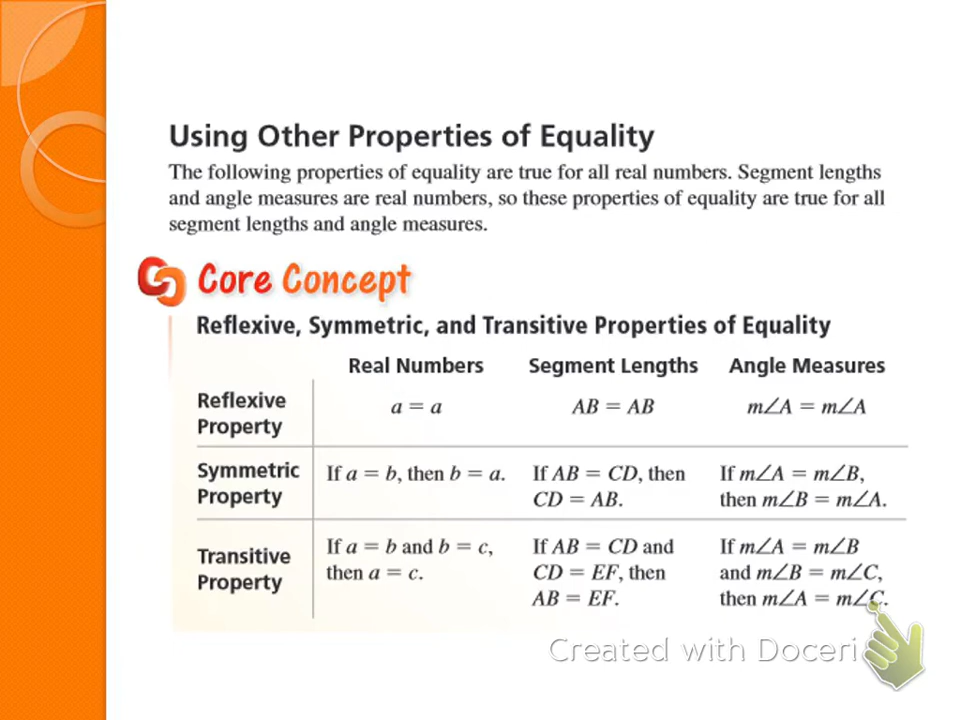 Using Other Properties of Equality
The following properties of equality are true for all real numbers. Segment lengths
and angle measures are real numbers, so these properties of equality are true for all
segment lengths and angle measures.
Core Concept
Reflexive, Symmetric, and Transitive Properties of Equality
Real Numbers Segment Lengths Angle Measures
Reflexive
Property
a = a
AB = AB
m∠A = m∠A
Symmetric
Property
If a = b, then b = a.
If AB = CD, then
CD = AB.
If m∠A = m∠B,
then m∠B = m∠A.
Transitive
Property
If a = b and b = c,
then a = c.
If AB = CD and
CD = EF, then
AB = EF.
If m∠A = m∠B
and m∠B = m∠C,
then m∠A = m∠C.
Created with Doceri